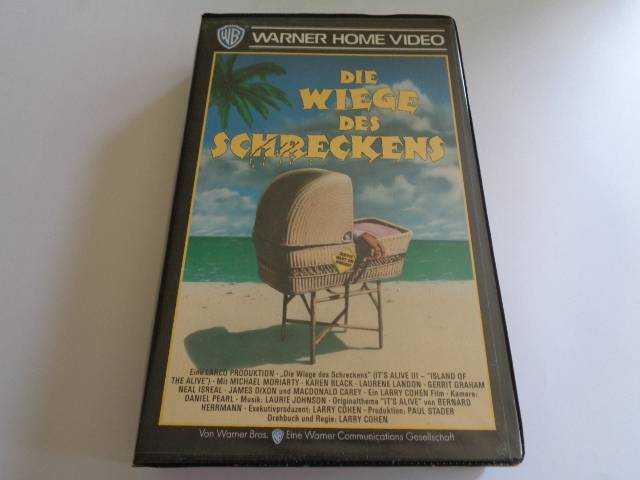 WB WARNER HOME VIDEO
DIE
WIEGE
DES
SCHRECKENS
Eine LARCO PRODUKTION · „Die Wiege des Schreckens" (IT'S ALIVE III – "ISLAND OF
THE ALIVE") · Mit MICHAEL MORIARTY · KAREN BLACK · LAURENE LANDON · GERRIT GRAHAM
NEAL ISREAL · JAMES DIXON und MACDONALD CAREY · Ein LARRY COHEN Film · Kamera:
DANIEL PEARL · Musik: LAURIE JOHNSON · Originalthema "IT'S ALIVE" von BERNARD
HERRMANN · Exekutivproduzent: LARRY COHEN · Produktion: PAUL STADER
Drehbuch und Regie: LARRY COHEN
Von Warner Bros. WB Eine Warner Communications Gesellschaft